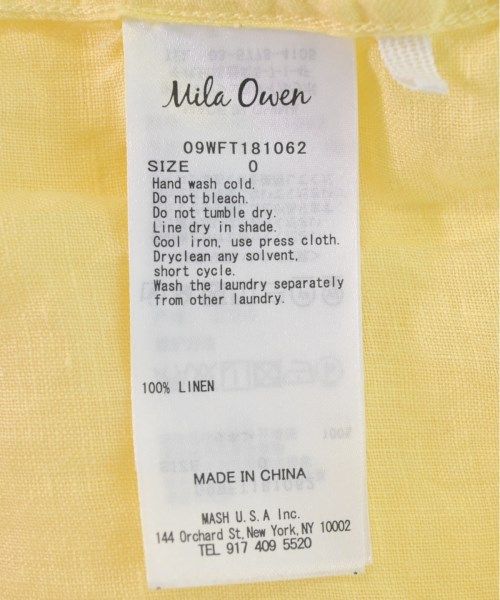 Mila Owen
09WFT181062
SIZE 0
Hand wash cold.
Do not bleach.
Do not tumble dry.
Line dry in shade.
Cool iron, use press cloth.
Dryclean any solvent,
short cycle.
Wash the laundry separately
from other laundry.
100% LINEN
MADE IN CHINA
MASH U.S.A Inc.
144 Orchard St,New York,NY 10002
TEL 917 409 5520